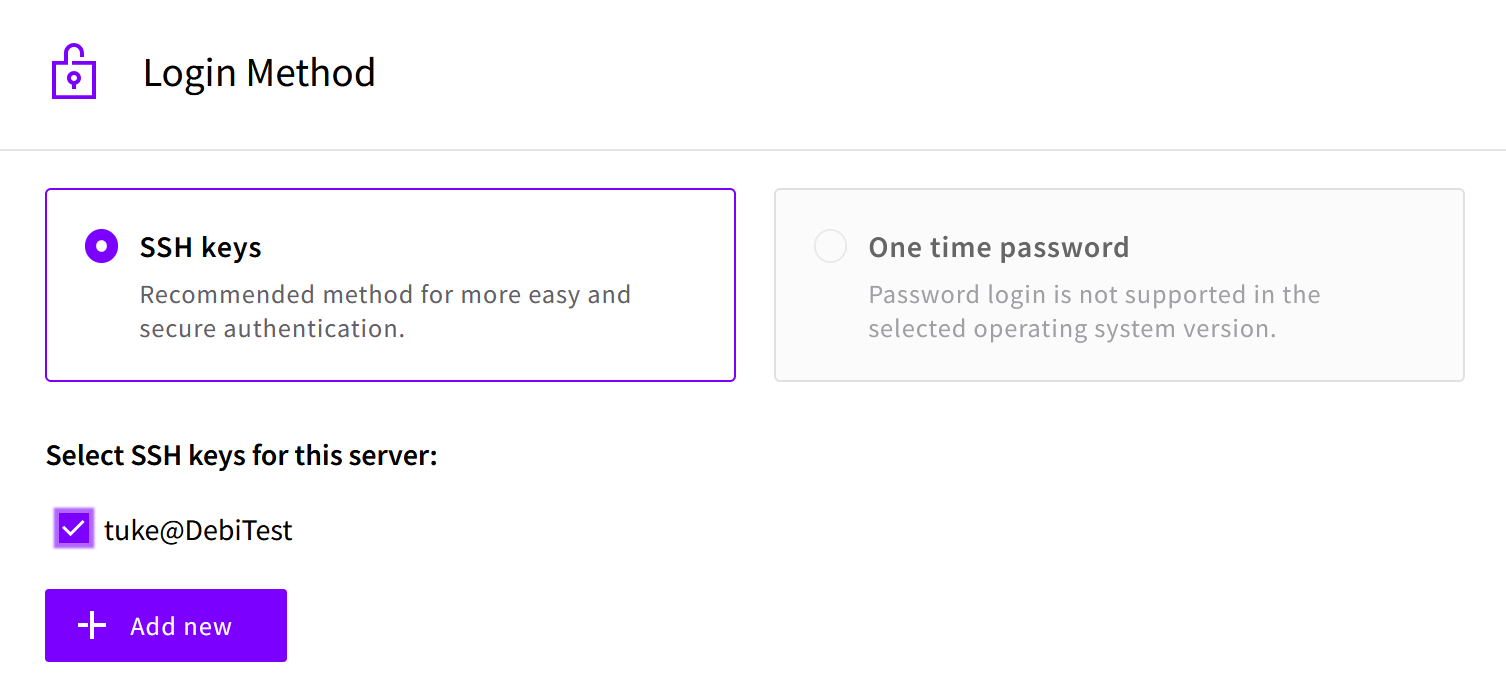 Login Method
SSH keys
Recommended method for more easy and
secure authentication.
One time password
Password login is not supported in the
selected operating system version.
Select SSH keys for this server:
tuke@DebiTest
Add new